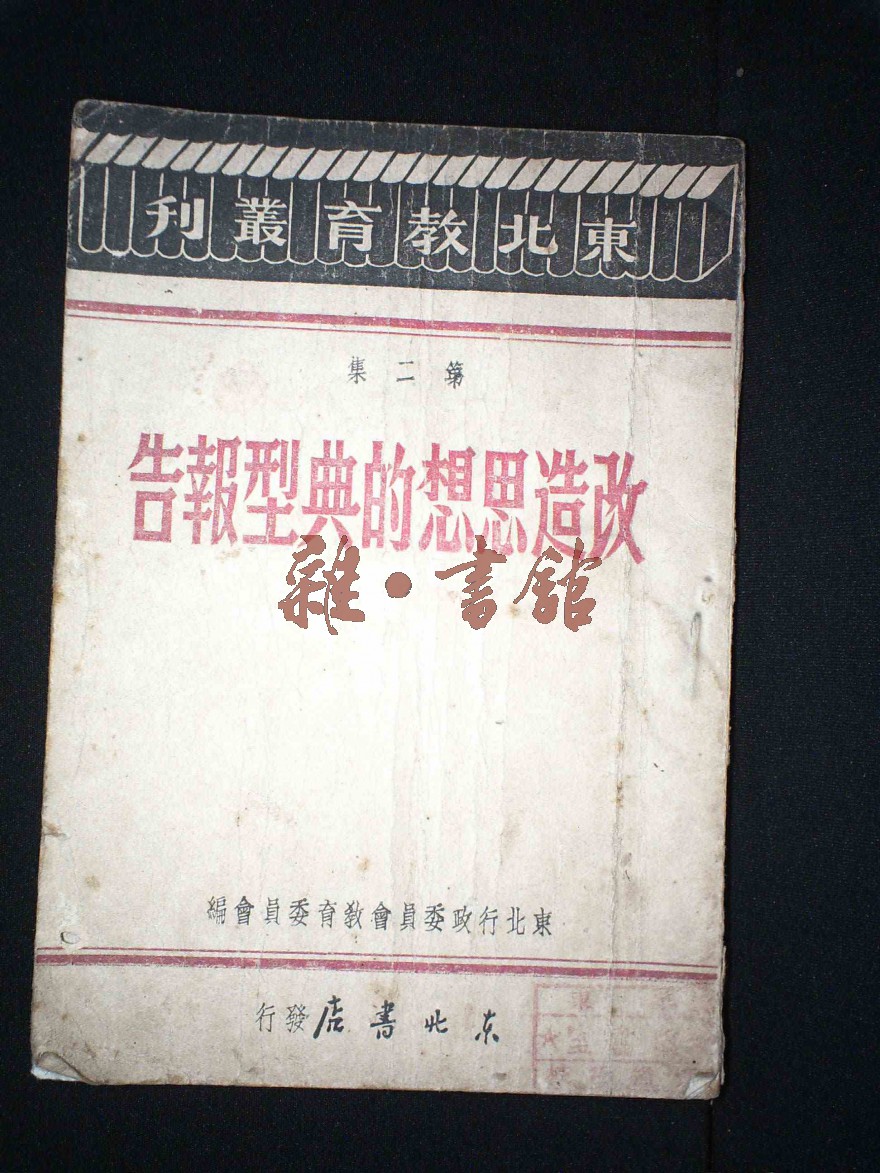 東北教育叢刊
第二集
改造思想的典型報告
雜·書館
東北行政委員會教育委員會編
东北書店發行